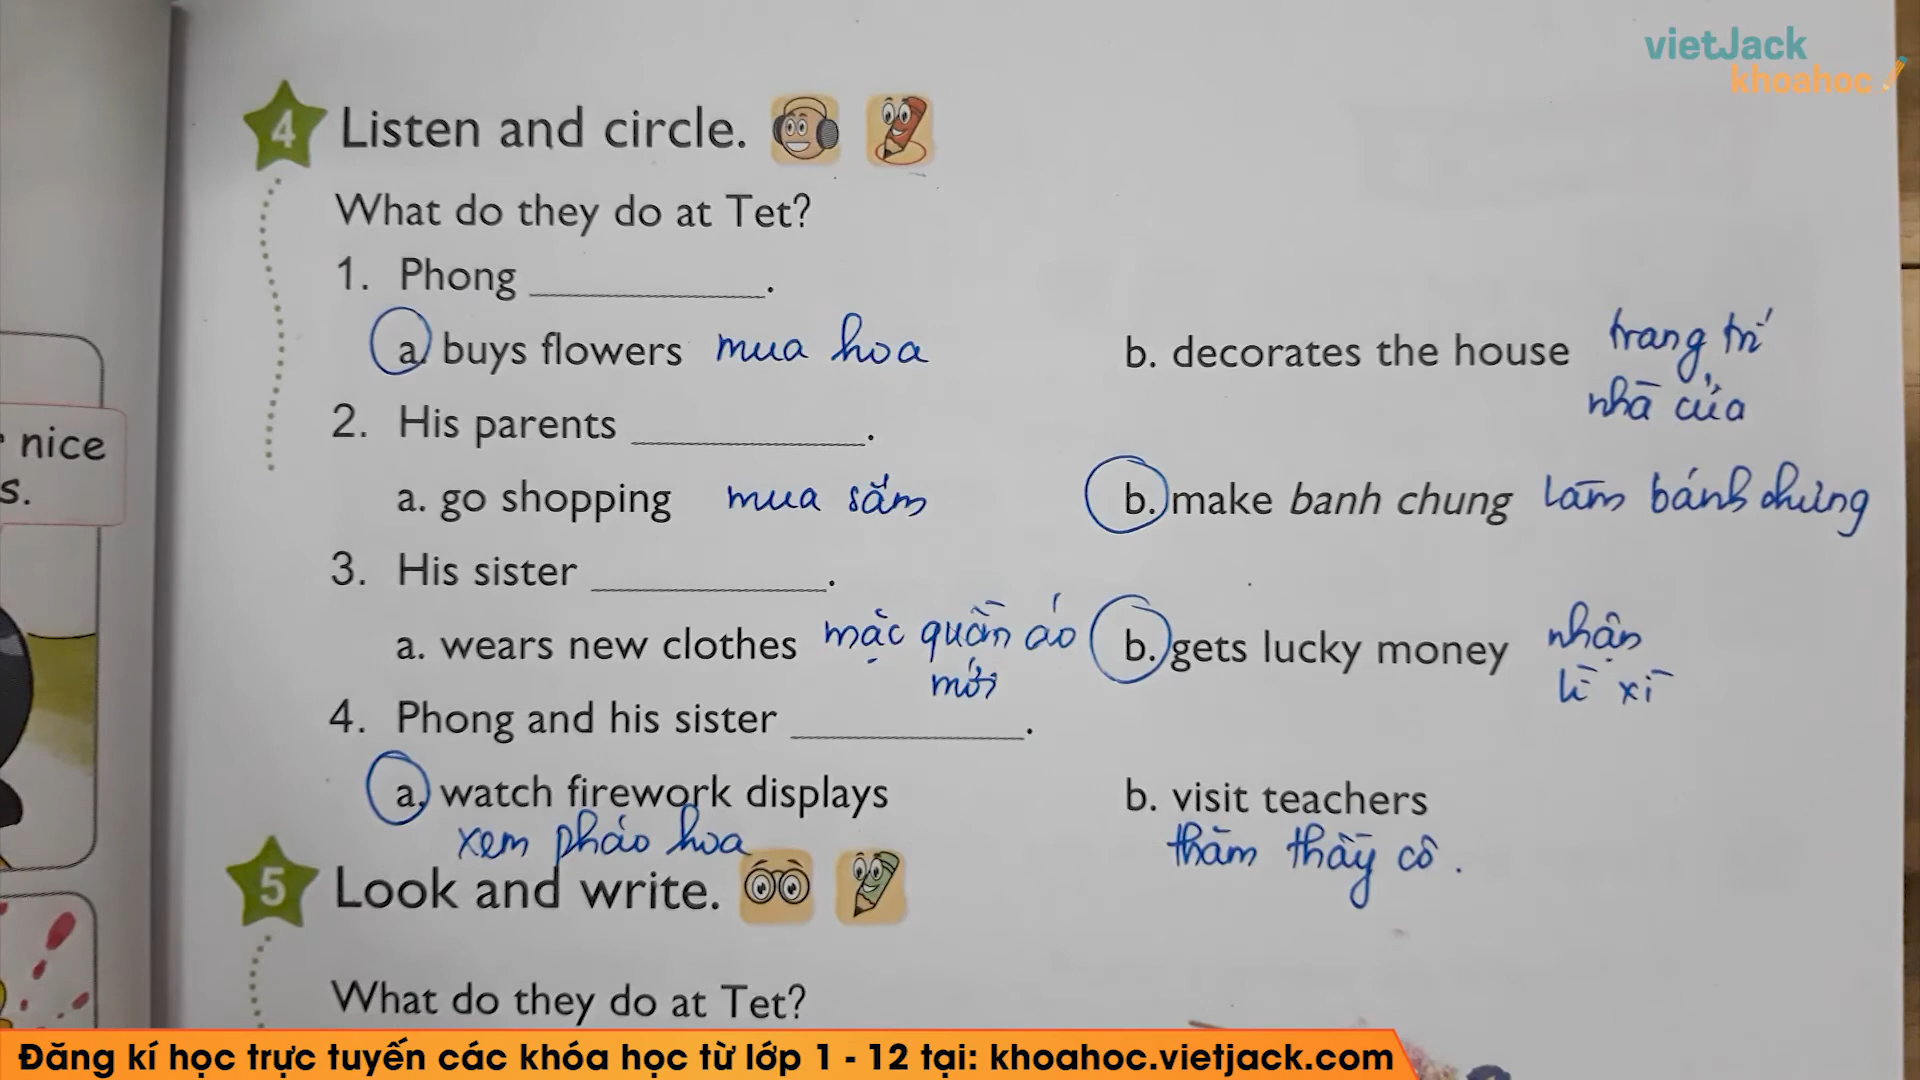 vietJack
khoahoc
4 Listen and circle.
What do they do at Tet?
1. Phong ____________.
a. buys flowers mua hoa
b. decorates the house trang trí
nhà cửa
2. His parents ____________.
a. go shopping mua sắm
b. make banh chung làm bánh chưng
3. His sister ____________.
a. wears new clothes mặc quần áo
mới
b. gets lucky money nhận
lì xì
4. Phong and his sister ____________.
a. watch firework displays
xem pháo hoa
b. visit teachers
thăm thầy cô.
5 Look and write.
What do they do at Tet?
nice
s.
Đăng kí học trực tuyến các khóa học từ lớp 1 - 12 tại: khoahoc.vietjack.com